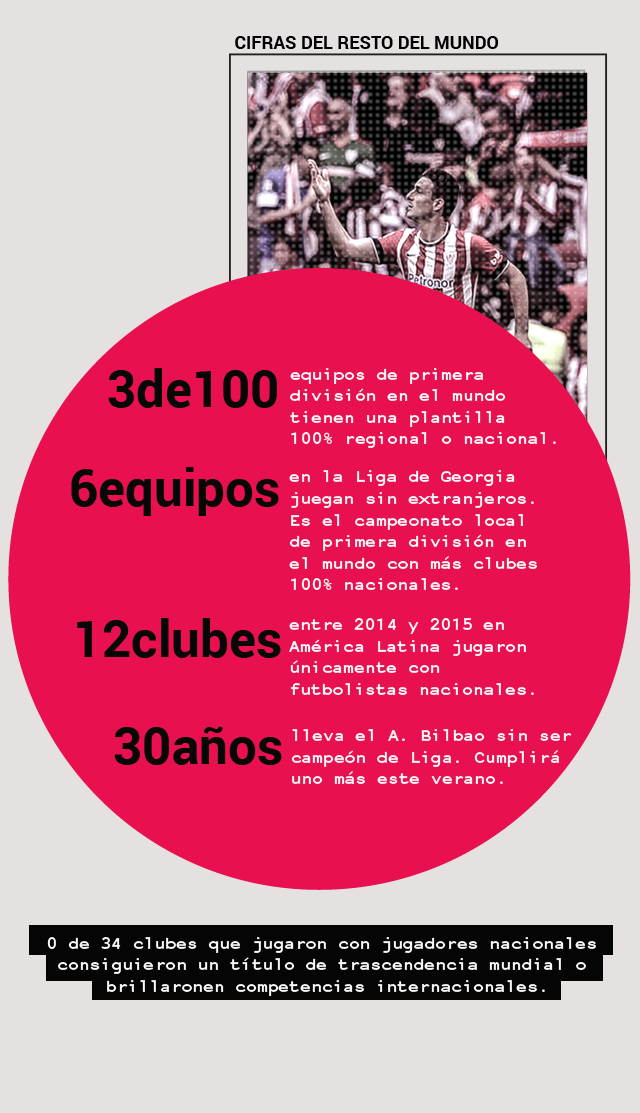 CIFRAS DEL RESTO DEL MUNDO
Petronor
3de100
equipos de primera
división en el mundo
tienen una plantilla
100% regional o nacional.
6equipos
en la Liga de Georgia
juegan sin extranjeros.
Es el campeonato local
de primera división en
el mundo con más clubes
100% nacionales.
12clubes
entre 2014 y 2015 en
América Latina jugaron
únicamente con
futbolistas nacionales.
30años
lleva el A. Bilbao sin ser
campeón de Liga. Cumplirá
uno más este verano.
0 de 34 clubes que jugaron con jugadores nacionales
consiguieron un título de trascendencia mundial o
brillaronen competencias internacionales.